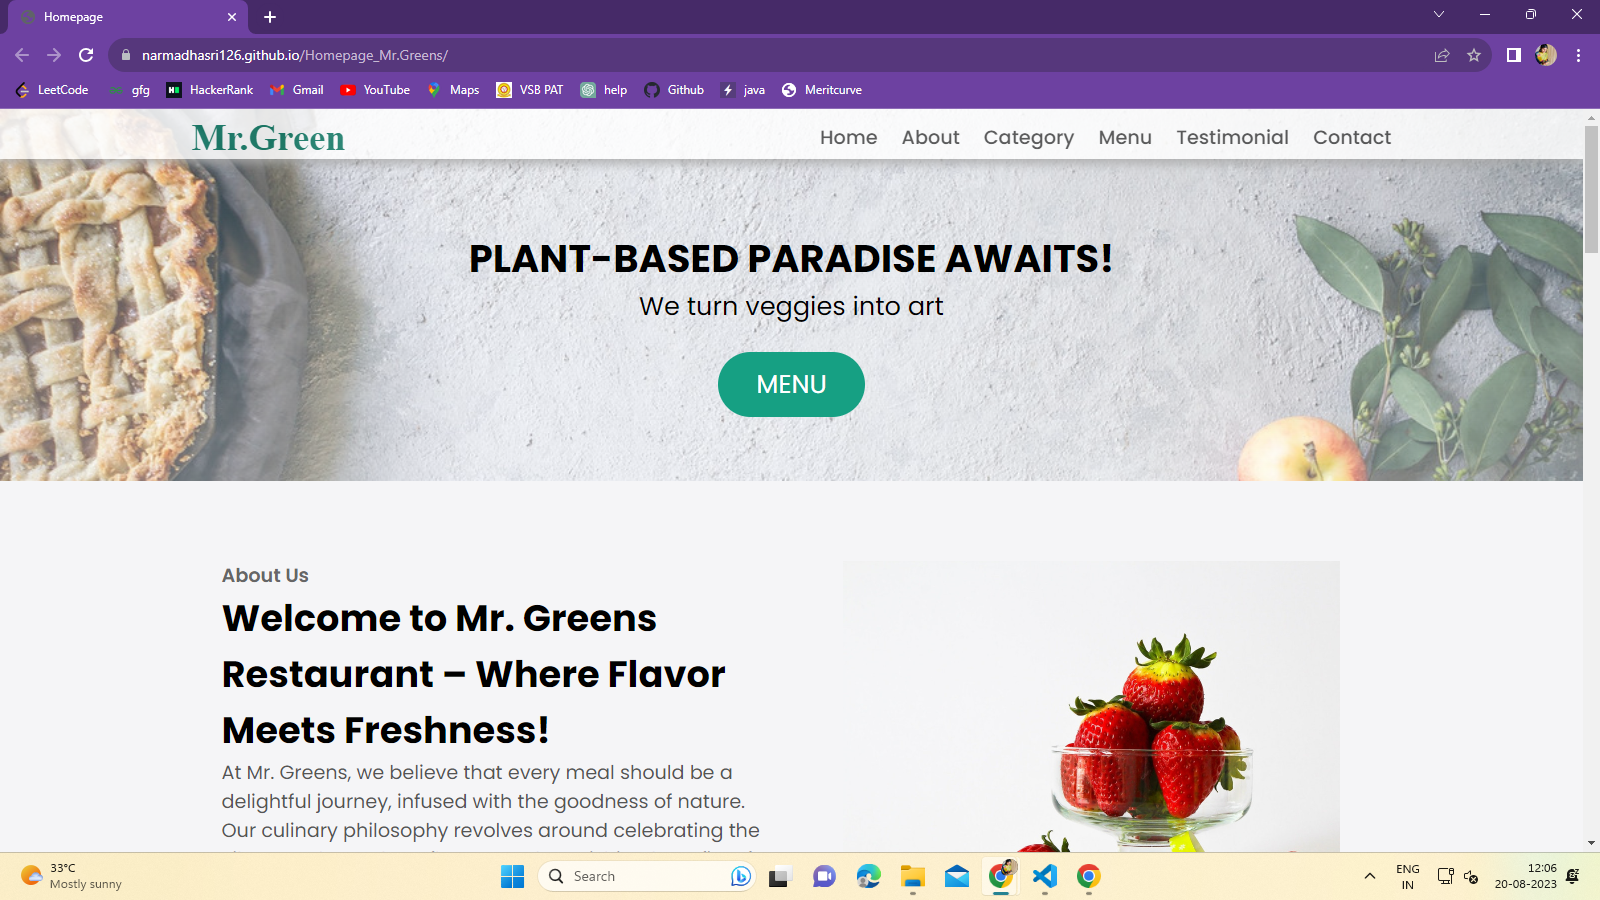 Homepage
narmadhasri126.github.io/Homepage_Mr.Greens/
LeetCode gfg HackerRank Gmail YouTube Maps VSB PAT help Github java Meritcurve
Mr.Green Home About Category Menu Testimonial Contact
PLANT-BASED PARADISE AWAITS!
We turn veggies into art
MENU
About Us
Welcome to Mr. Greens
Restaurant – Where Flavor
Meets Freshness!
At Mr. Greens, we believe that every meal should be a
delightful journey, infused with the goodness of nature.
Our culinary philosophy revolves around celebrating the
33°C
Mostly sunny
Search
ENG
IN
12:06
20-08-2023